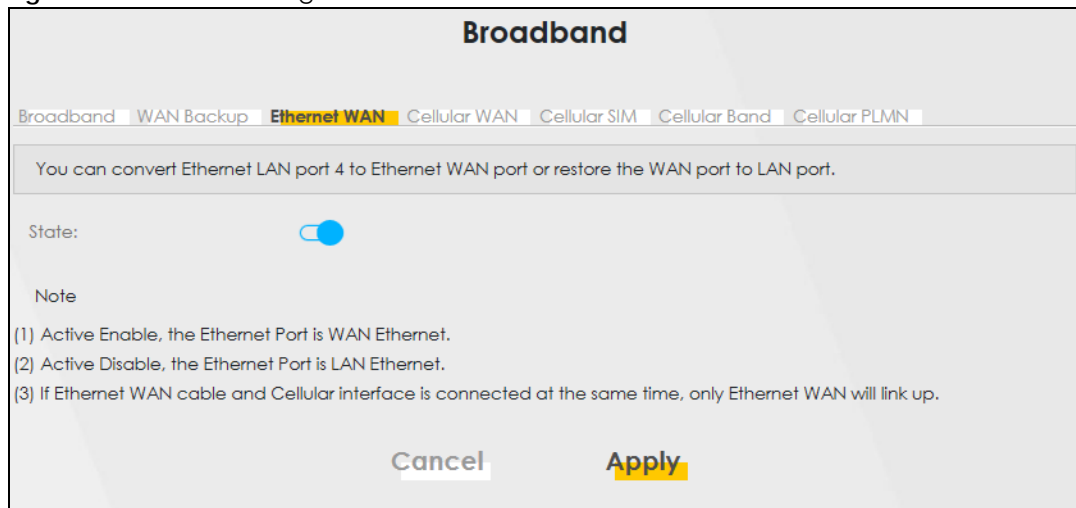 Broadband
Broadband WAN Backup Ethernet WAN Cellular WAN Cellular SIM Cellular Band Cellular PLMN
You can convert Ethernet LAN port 4 to Ethernet WAN port or restore the WAN port to LAN port.
State:
Note
(1) Active Enable, the Ethernet Port is WAN Ethernet.
(2) Active Disable, the Ethernet Port is LAN Ethernet.
(3) If Ethernet WAN cable and Cellular interface is connected at the same time, only Ethernet WAN will link up.
Cancel Apply